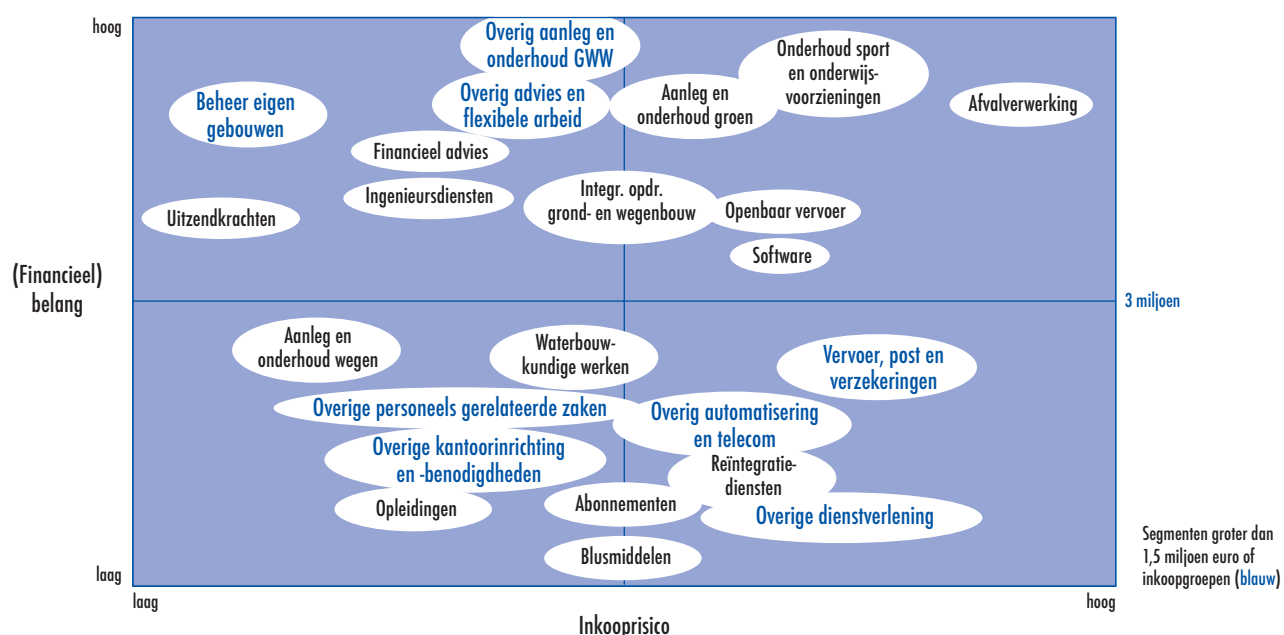 hoog
Overig aanleg en
onderhoud GWW
Onderhoud sport
en onderwijs-
voorzieningen
Beheer eigen
gebouwen
Overig advies en
flexibele arbeid
Aanleg en
onderhoud groen
Afvalverwerking
Financieel advies
Ingenieursdiensten
Integr. opdr.
grond- en wegenbouw
Uitzendkrachten
Openbaar vervoer
Software
(Financieel)
belang
3 miljoen
Aanleg en
onderhoud wegen
Waterbouw-
kundige werken
Vervoer, post en
verzekeringen
Overige personeels gerelateerde zaken
Overig automatisering
en telecom
Overige kantoorinrichting
en -benodigdheden
Reïntegratie-
diensten
Opleidingen
Abonnementen
Overige dienstverlening
Blusmiddelen
Segmenten groter dan
1,5 miljoen euro of
inkoopgroepen (blauw)
laag
laag
hoog
Inkooprisico